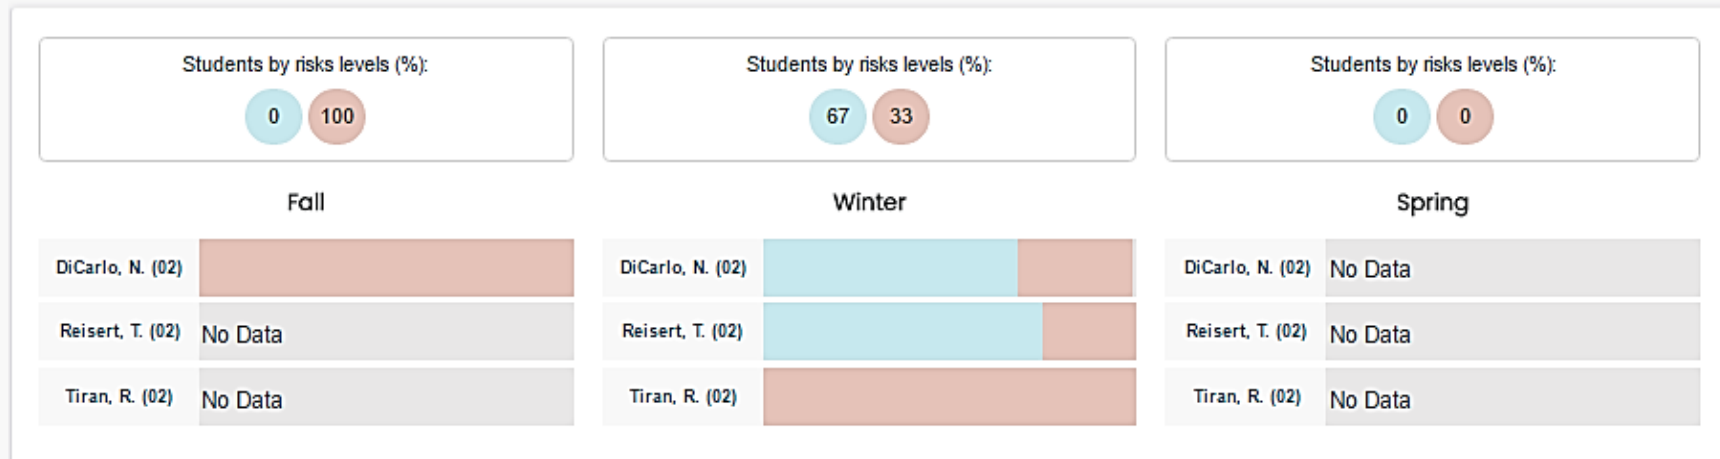 Students by risks levels (%):
0 100
Fall
DiCarlo, N. (02)
Reisert, T. (02) No Data
Tiran, R. (02) No Data
Students by risks levels (%):
67 33
Winter
DiCarlo, N. (02)
Reisert, T. (02)
Tiran, R. (02)
Students by risks levels (%):
0 0
Spring
DiCarlo, N. (02) No Data
Reisert, T. (02) No Data
Tiran, R. (02) No Data